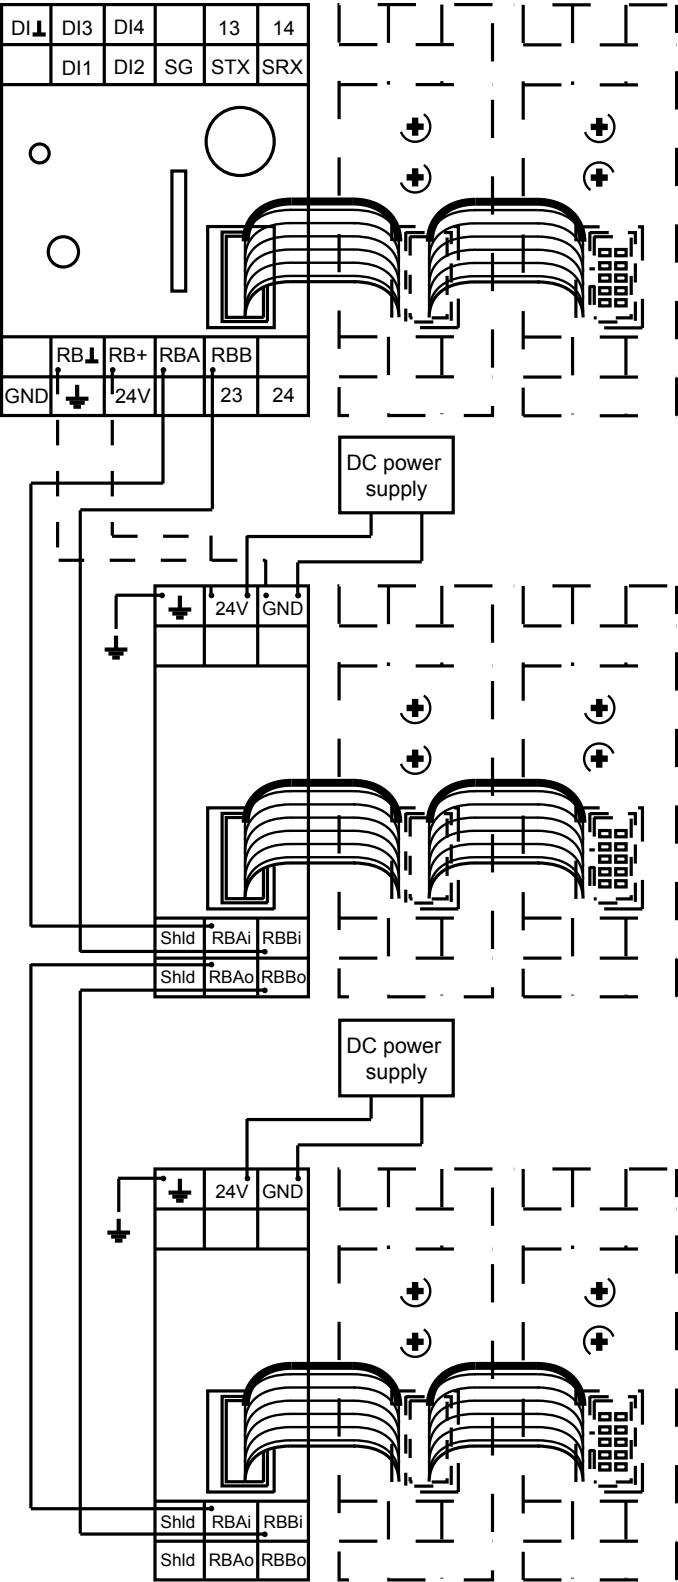 DI⊥ DI3 DI4 13 14
DI1 DI2 SG STX SRX
RB⊥ RB+ RBA RBB
GND 24V 23 24
DC power
supply
24V GND
Shld RBAi RBBi
Shld RBAo RBBo
DC power
supply
24V GND
Shld RBAi RBBi
Shld RBAo RBBo